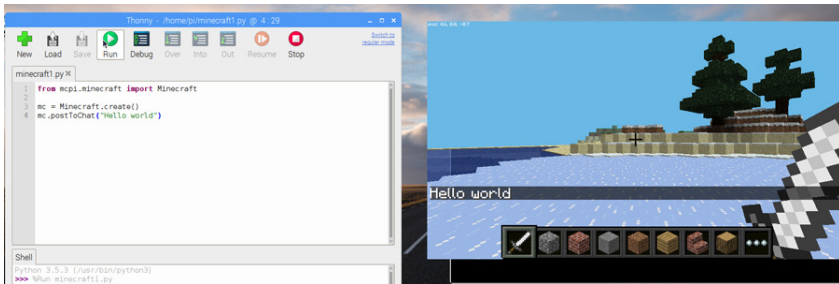 Thonny - /home/pi/minecraft1.py @ 4 : 29
New Load Save Run Debug Over Into Out Resume Stop
Switch to
regular mode
minecraft1.py
1 from mcpi.minecraft import Minecraft
2
3 mc = Minecraft.create()
4 mc.postToChat("Hello world")
Shell
Python 3.5.3 (/usr/bin/python3)
>>> %Run minecraft1.py
Hello world